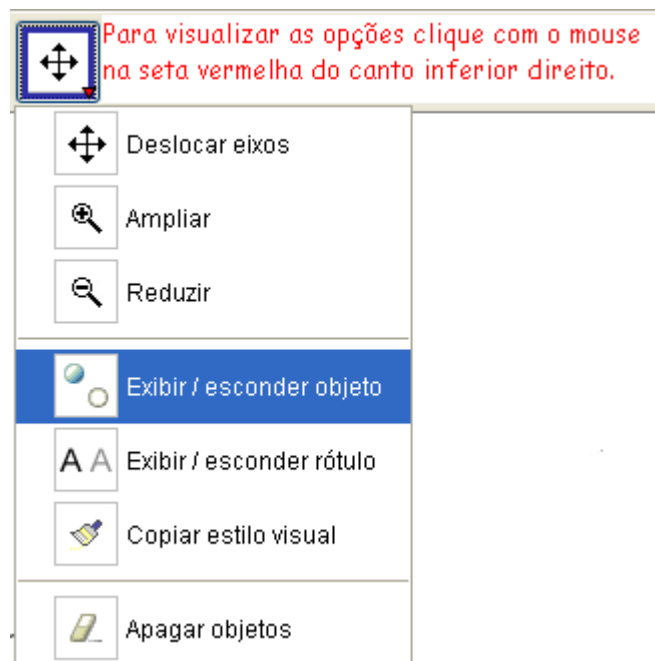 Para visualizar as opções clique com o mouse
na seta vermelha do canto inferior direito.
Deslocar eixos
Ampliar
Reduzir
Exibir / esconder objeto
A A Exibir / esconder rótulo
Copiar estilo visual
Apagar objetos